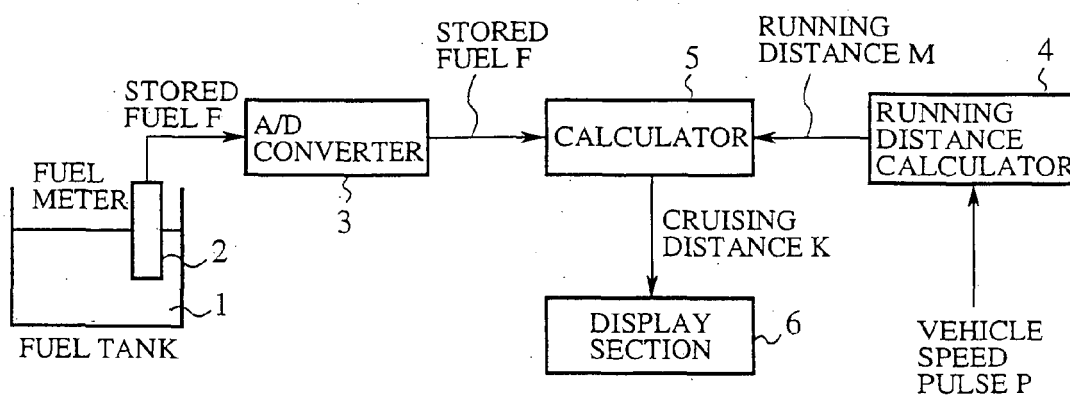 STORED
FUEL F
FUEL
METER
2
1
FUEL TANK
A/D
CONVERTER
3
STORED
FUEL F
5
CALCULATOR
RUNNING
DISTANCE M
4
RUNNING
DISTANCE
CALCULATOR
CRUISING
DISTANCE K
DISPLAY
SECTION
6
VEHICLE
SPEED
PULSE P